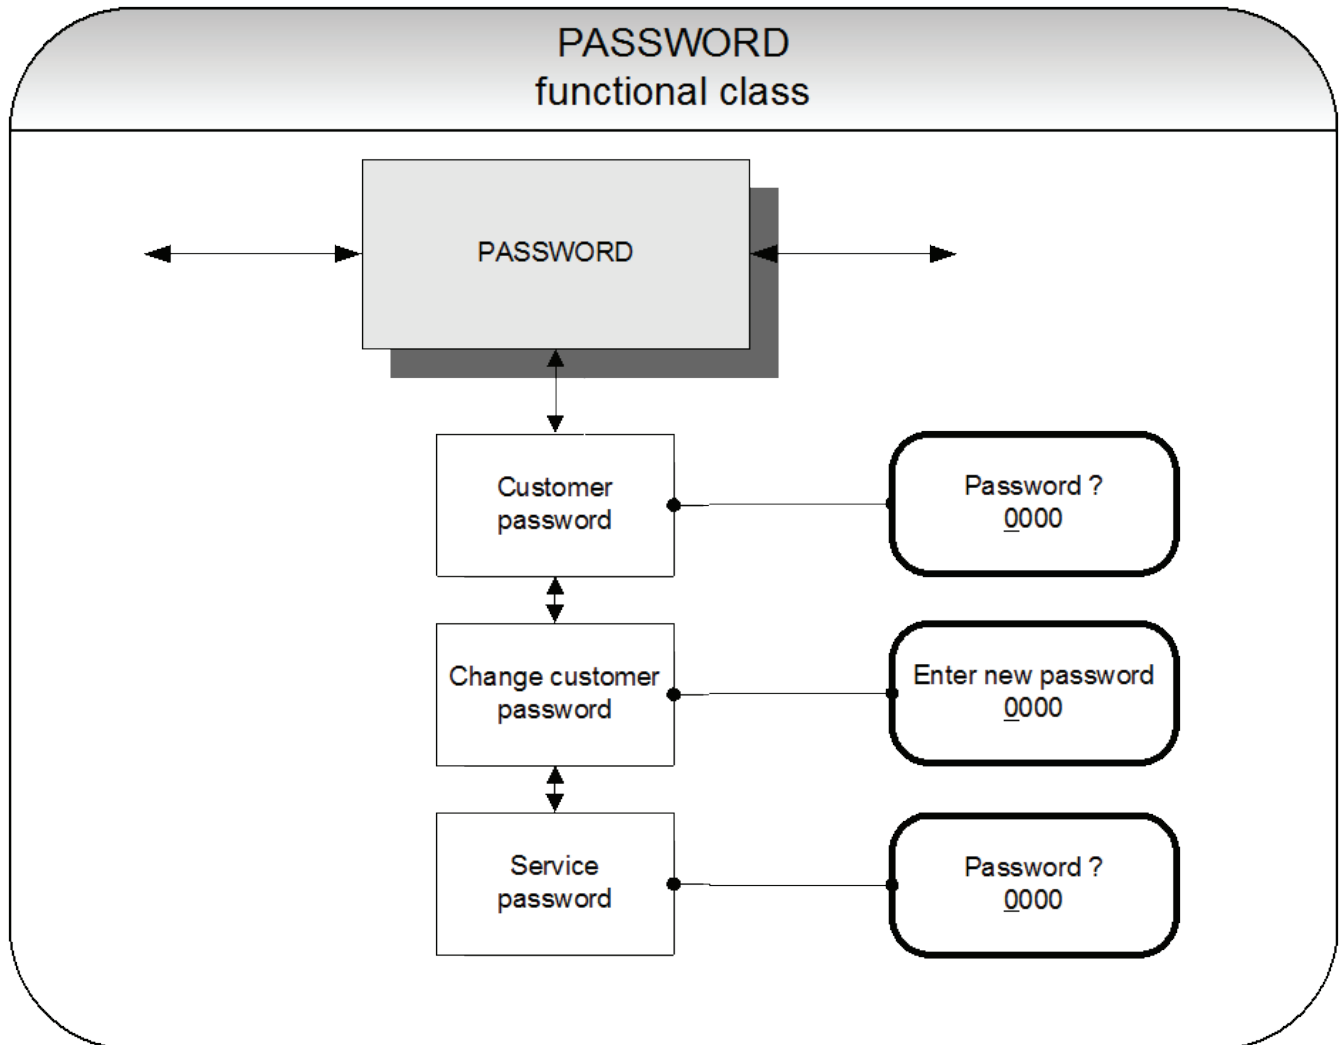 PASSWORD
functional class
PASSWORD
Customer
password
Password ?
0000
Change customer
password
Enter new password
0000
Service
password
Password ?
0000